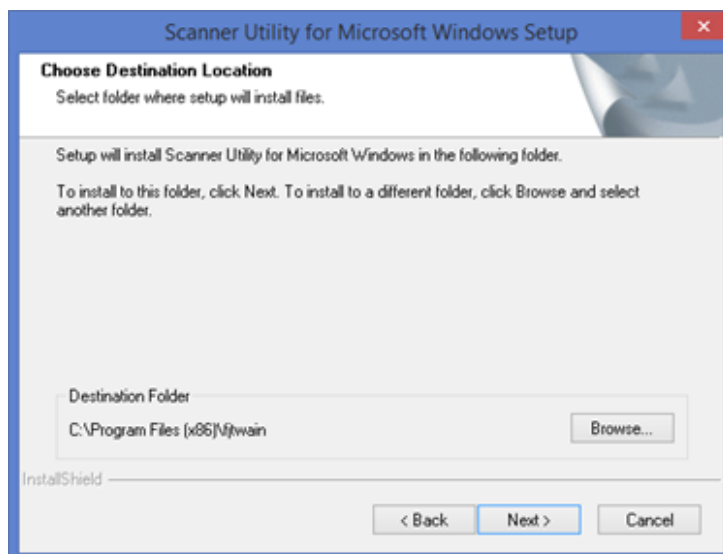 Scanner Utility for Microsoft Windows Setup
Choose Destination Location
Select folder where setup will install files.
Setup will install Scanner Utility for Microsoft Windows in the following folder.
To install to this folder, click Next. To install to a different folder, click Browse and select
another folder.
Destination Folder
C:\Program Files (x86)\fjtwain
Browse...
InstallShield
< Back
Next >
Cancel